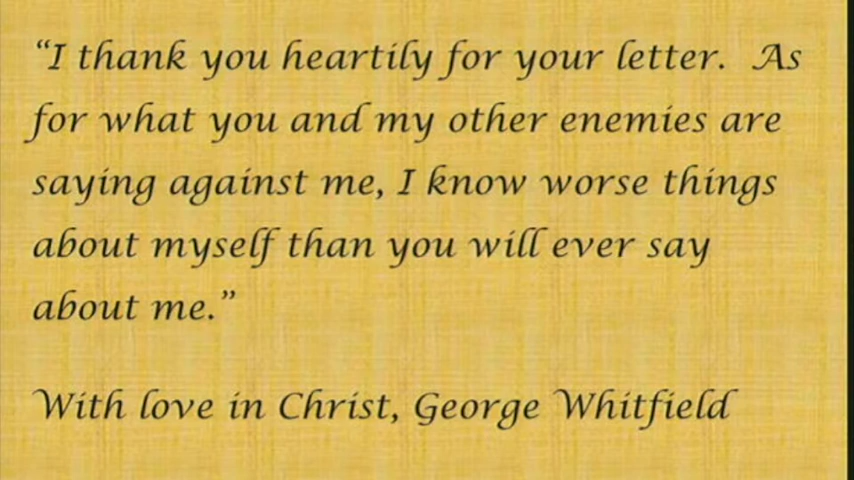 “I thank you heartily for your letter.  As
for what you and my other enemies are
saying against me, I know worse things
about myself than you will ever say
about me.”
With love in Christ, George Whitfield